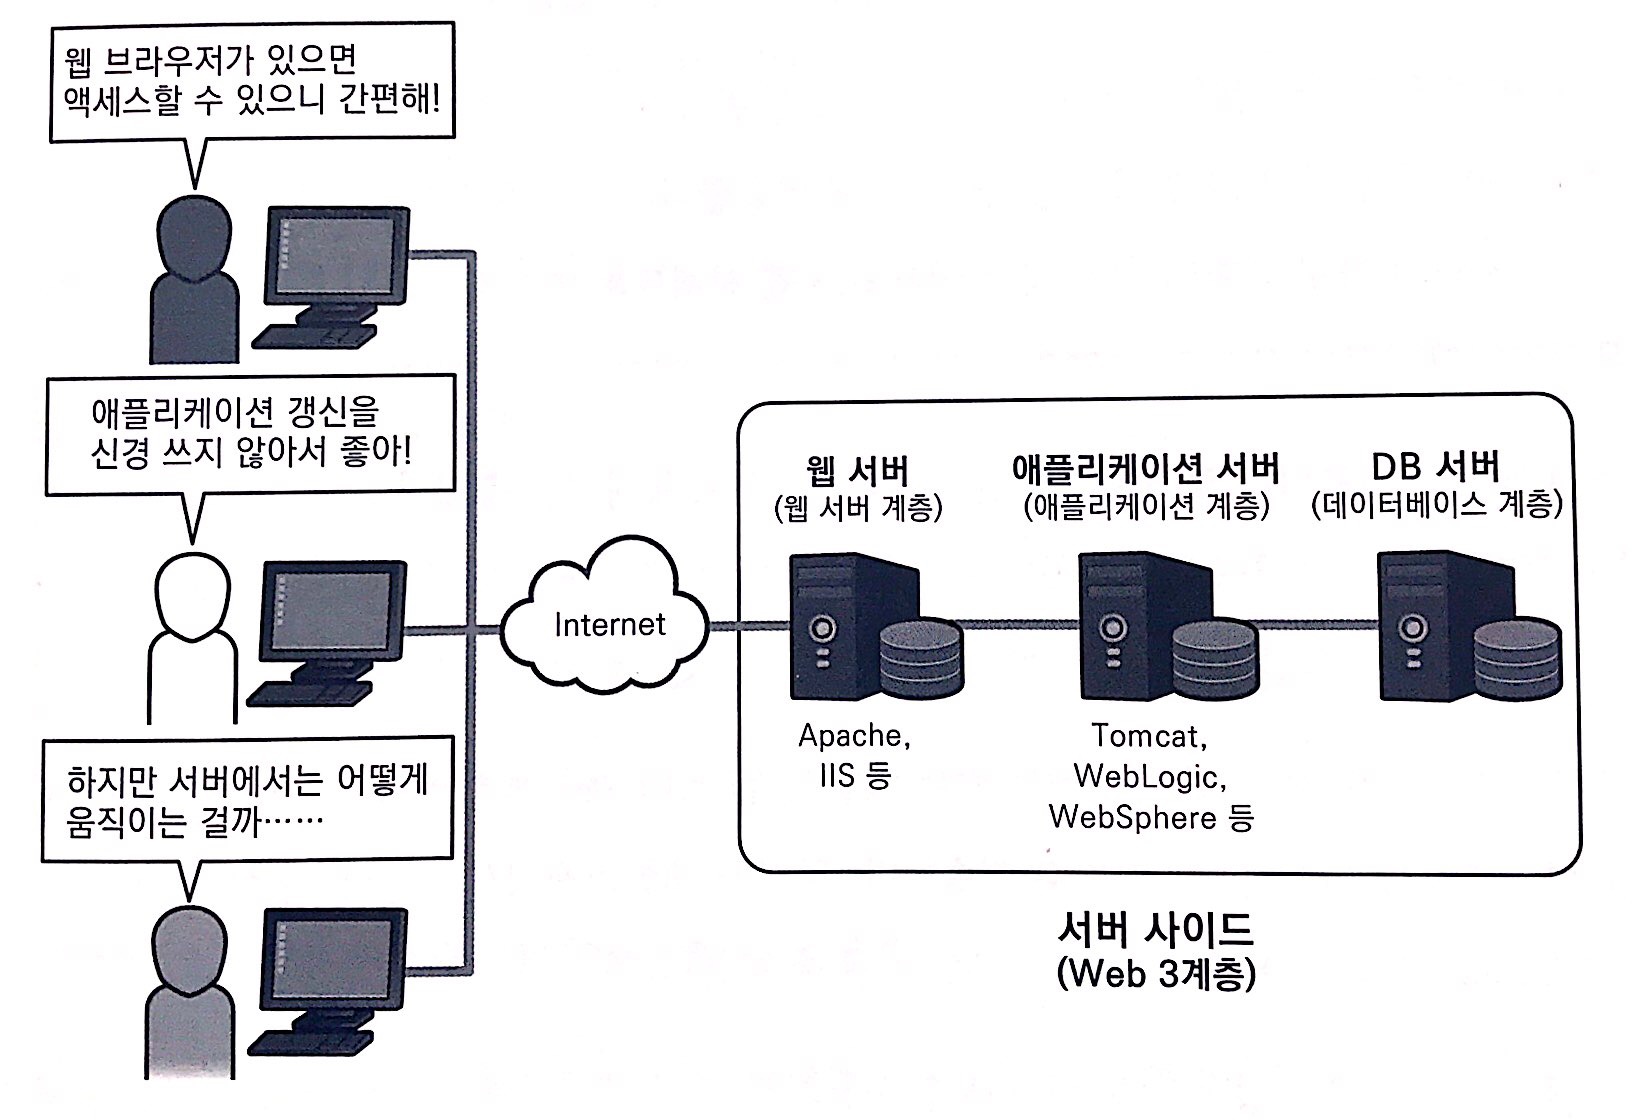 웹 브라우저가 있으면
액세스할 수 있으니 간편해!
애플리케이션 갱신을
신경 쓰지 않아서 좋아!
하지만 서버에서는 어떻게
움직이는 걸까……
Internet
웹 서버
(웹 서버 계층)
Apache,
IIS 등
애플리케이션 서버
(애플리케이션 계층)
Tomcat,
WebLogic,
WebSphere 등
DB 서버
(데이터베이스 계층)
서버 사이드
(Web 3계층)